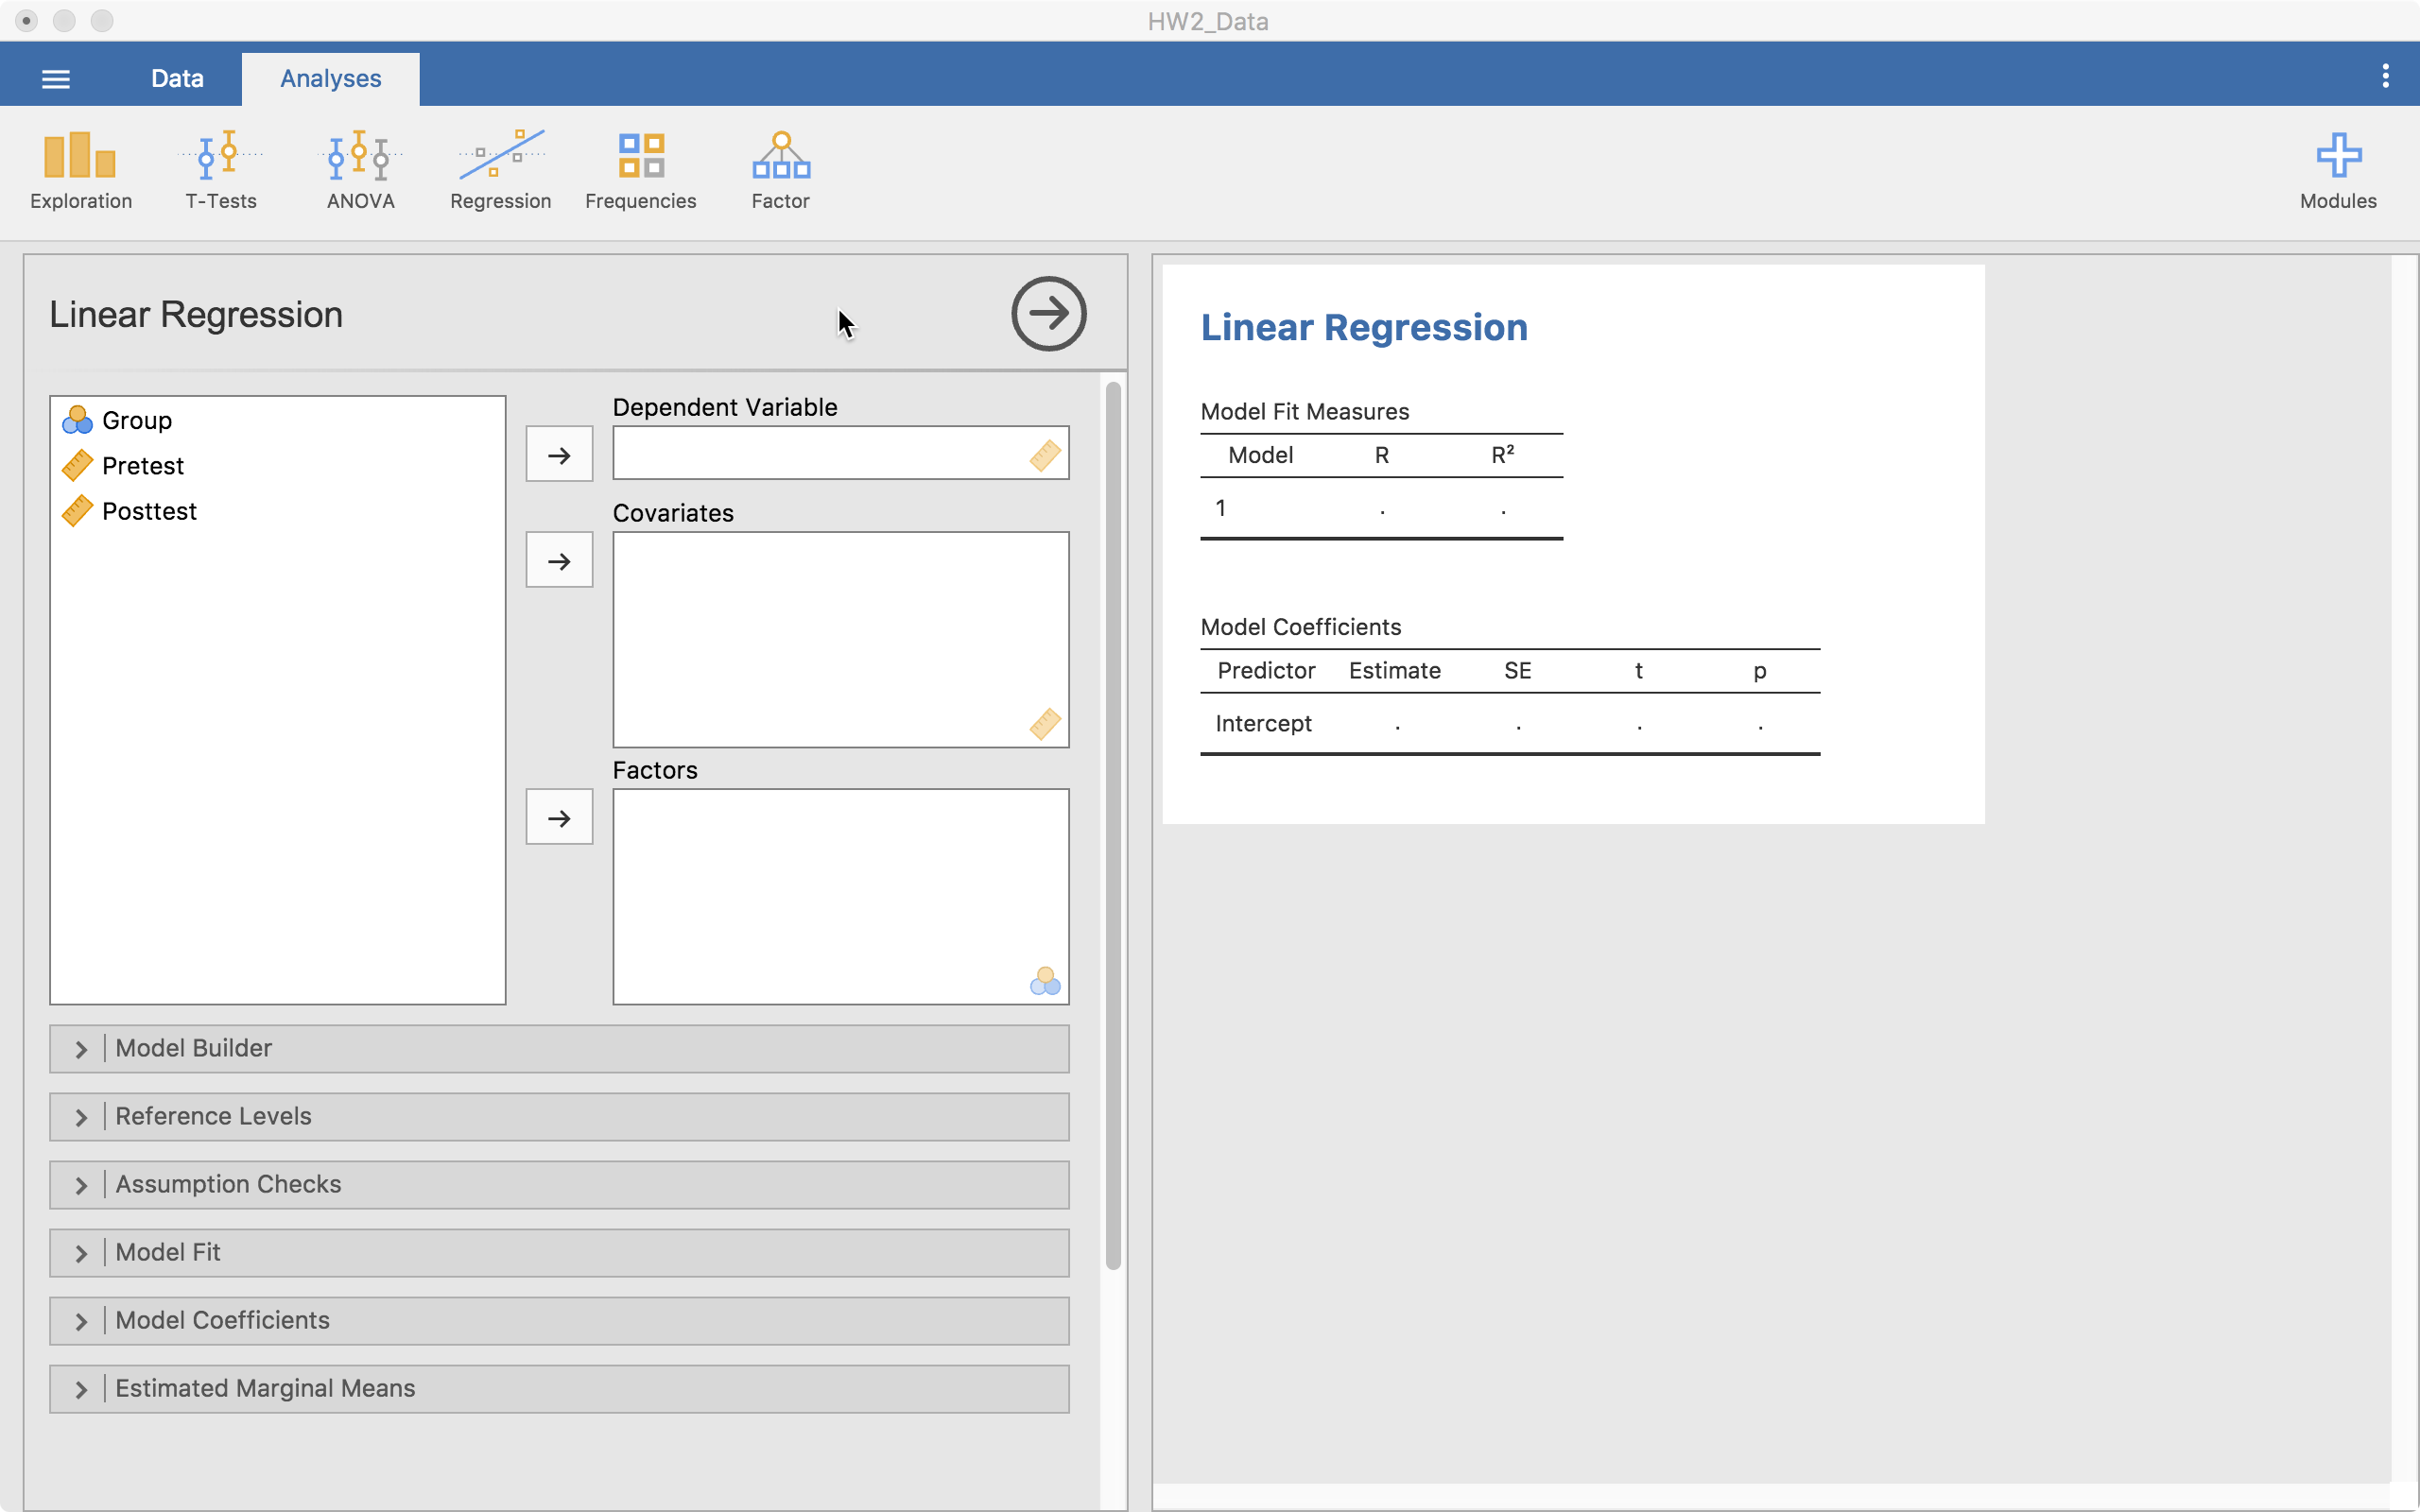 HW2_Data
Data
Analyses
Exploration
T-Tests
ANOVA
Regression
Frequencies
Factor
Modules
Linear Regression
Group
Pretest
Posttest
Dependent Variable
Covariates
Factors
Model Builder
Reference Levels
Assumption Checks
Model Fit
Model Coefficients
Estimated Marginal Means
Linear Regression
Model Fit Measures
Model R R²
1 . .
Model Coefficients
Predictor Estimate SE t p
Intercept . . . .